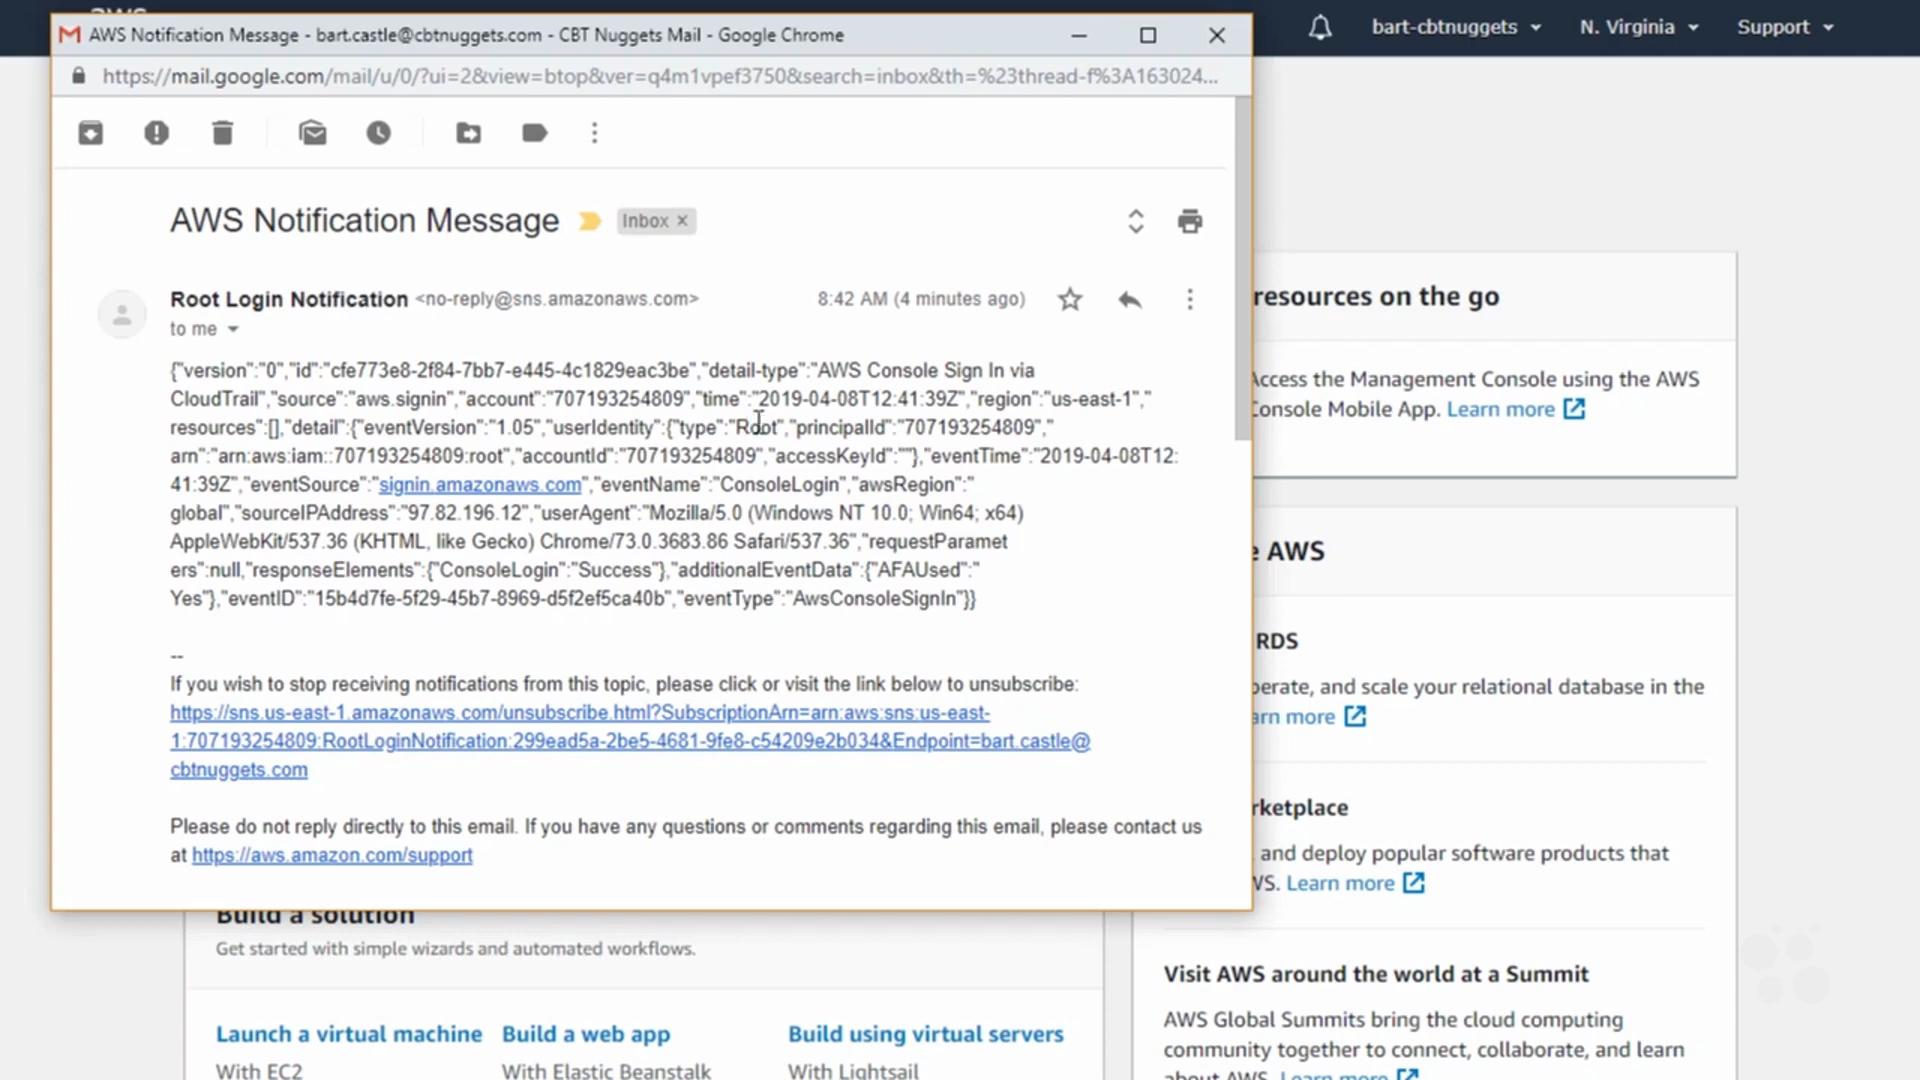 AWS Notification Message - bart.castle@cbtnuggets.com - CBT Nuggets Mail - Google Chrome
bart-cbtnuggets
N. Virginia
Support
https://mail.google.com/mail/u/0/?ui=2&view=btop&ver=q4m1vpef3750&search=inbox&th=%23thread-f%3A163024...
AWS Notification Message
Inbox ×
Root Login Notification <no-reply@sns.amazonaws.com>
8:42 AM (4 minutes ago)
to me
{"version":"0","id":"cfe773e8-2f84-7bb7-e445-4c1829eac3be","detail-type":"AWS Console Sign In via
CloudTrail","source":"aws.signin","account":"707193254809","time":"2019-04-08T12:41:39Z","region":"us-east-1","
resources":[],"detail":{"eventVersion":"1.05","userIdentity":{"type":"Root","principalId":"707193254809","
arn":"arn:aws:iam::707193254809:root","accountId":"707193254809","accessKeyId":""},"eventTime":"2019-04-08T12:
41:39Z","eventSource":"signin.amazonaws.com","eventName":"ConsoleLogin","awsRegion":"
global","sourceIPAddress":"97.82.196.12","userAgent":"Mozilla/5.0 (Windows NT 10.0; Win64; x64)
AppleWebKit/537.36 (KHTML, like Gecko) Chrome/73.0.3683.86 Safari/537.36","requestParamet
ers":null,"responseElements":{"ConsoleLogin":"Success"},"additionalEventData":{"AFAUsed":"
Yes"},"eventID":"15b4d7fe-5f29-45b7-8969-d5f2ef5ca40b","eventType":"AwsConsoleSignIn"}}
--
If you wish to stop receiving notifications from this topic, please click or visit the link below to unsubscribe:
https://sns.us-east-1.amazonaws.com/unsubscribe.html?SubscriptionArn=arn:aws:sns:us-east-
1:707193254809:RootLoginNotification:299ead5a-2be5-4681-9fe8-c54209e2b034&Endpoint=bart.castle@
cbtnuggets.com
Please do not reply directly to this email. If you have any questions or comments regarding this email, please contact us
at https://aws.amazon.com/support
resources on the go
Access the Management Console using the AWS
Console Mobile App. Learn more
AWS
RDS
perate, and scale your relational database in the
arn more
rketplace
and deploy popular software products that
WS. Learn more
Visit AWS around the world at a Summit
AWS Global Summits bring the cloud computing
community together to connect, collaborate, and learn
about AWS. Learn more
Build a solution
Get started with simple wizards and automated workflows.
Launch a virtual machine
With EC2
Build a web app
With Elastic Beanstalk
Build using virtual servers
With Lightsail